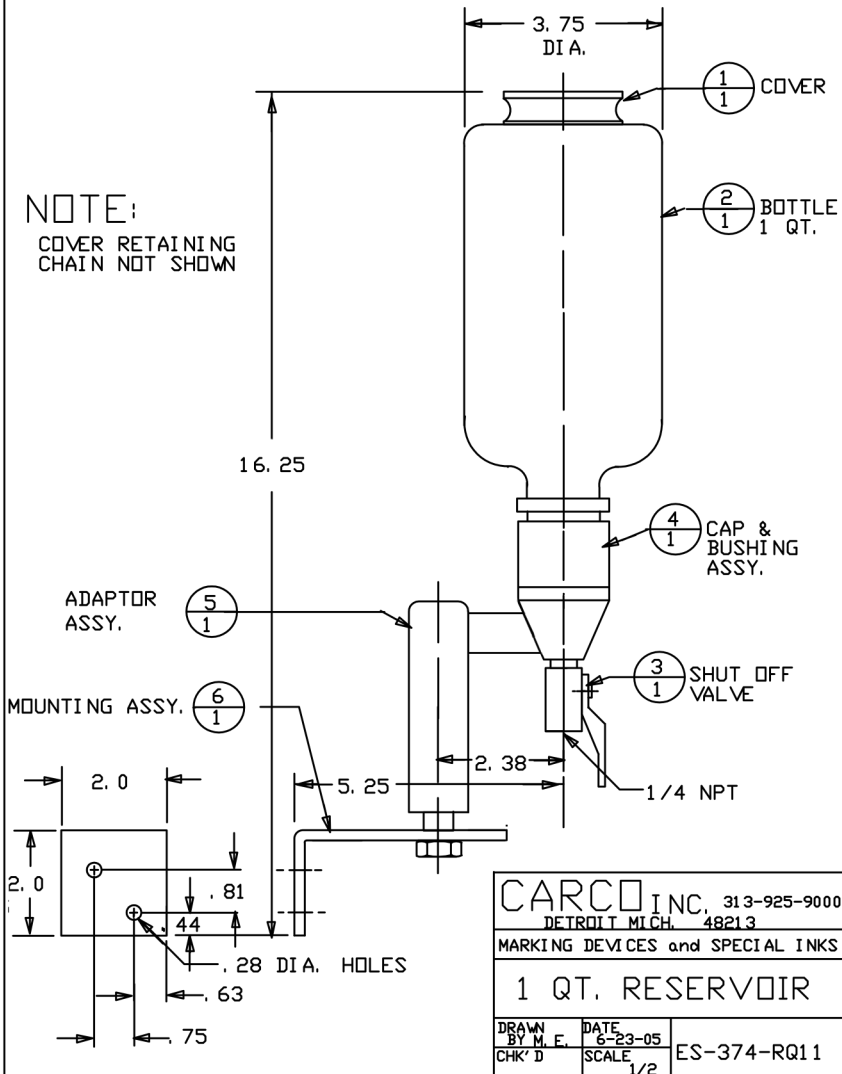 3.75
DIA.
1
1
COVER
NOTE:
COVER RETAINING
CHAIN NOT SHOWN
2
1
BOTTLE
1 QT.
16.25
4
1
CAP &
BUSHING
ASSY.
ADAPTOR
ASSY.
5
1
3
1
SHUT OFF
VALVE
MOUNTING ASSY.
6
1
2.38
5.25
1/4 NPT
2.0
2.0
.81
.44
.28 DIA. HOLES
.63
.75
CARCO INC. 313-925-9000
DETROIT MICH. 48213
MARKING DEVICES and SPECIAL INKS
1 QT. RESERVOIR
DRAWN
BY M.E.
DATE
6-23-05
CHK'D
SCALE
1/2
ES-374-RQ11